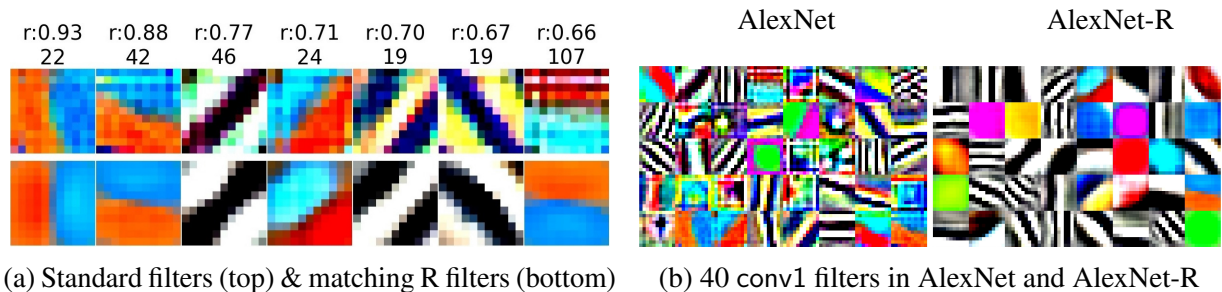 r:0.93 r:0.88 r:0.77 r:0.71 r:0.70 r:0.67 r:0.66
22 42 46 24 19 19 107
AlexNet AlexNet-R
(a) Standard filters (top) & matching R filters (bottom)
(b) 40 conv1 filters in AlexNet and AlexNet-R